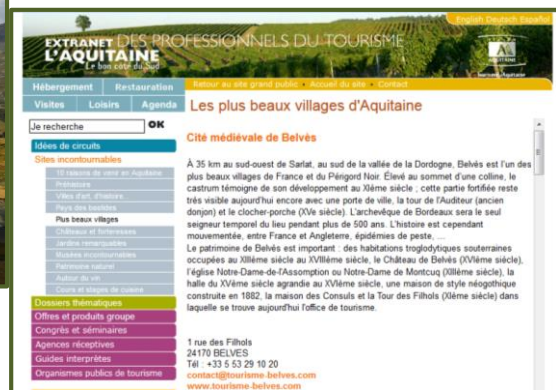 English Deutsch Español
EXTRANET DES PROFESSIONNELS DU TOURISME
L'AQUITAINE
Le bon côté du Sud
AQUITAINE
Tourisme-Aquitaine
Hébergement Restauration
Visites Loisirs Agenda
Retour au site grand public • Accueil du site • Contact
Les plus beaux villages d'Aquitaine
Je recherche OK
Idées de circuits
Sites incontournables
10 raisons de venir en Aquitaine
Préhistoire
Villes d'art, d'histoire
Pays des bastides
Plus beaux villages
Châteaux et forteresses
Jardins remarquables
Musées incontournables
Patrimoine naturel
Autour du vin
Cours et stages de cuisine
Dossiers thématiques
Offres et produits groupe
Congrès et séminaires
Agences réceptives
Guides interprètes
Organismes publics de tourisme
Cité médiévale de Belvès
À 35 km au sud-ouest de Sarlat, au sud de la vallée de la Dordogne, Belvès est l'un des
plus beaux villages de France et du Périgord Noir. Élevé au sommet d'une colline, le
castrum témoigne de son développement au XIème siècle ; cette partie fortifiée reste
très visible aujourd'hui encore avec une porte de ville, la tour de l'Auditeur (ancien
donjon) et le clocher-porche (XVe siècle). L'archevêque de Bordeaux sera le seul
seigneur temporel du lieu pendant plus de 500 ans. L'histoire est cependant
mouvementée, entre France et Angleterre, épidémies de peste, ...
Le patrimoine de Belvès est important : des habitations troglodytiques souterraines
occupées au XIIIème siècle au XVIIIème siècle, le Château de Belvès (XVIème siècle),
l'église Notre-Dame-de-l'Assomption ou Notre-Dame de Montcuq (XIIIème siècle), la
halle du XVème siècle agrandie au XVIème siècle, une maison de style néogothique
construite en 1882, la maison des Consuls et la Tour des Filhols (XIème siècle) dans
laquelle se trouve aujourd'hui l'office de tourisme.
1 rue des Filhols
24170 BELVES
Tél : +33 5 53 29 10 20
contact@tourisme-belves.com
www.tourisme-belves.com